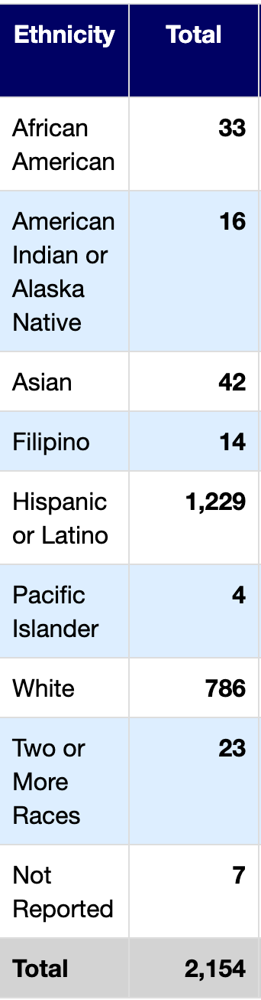 Ethnicity Total
African 33
American
American 16
Indian or
Alaska
Native
Asian 42
Filipino 14
Hispanic 1,229
or Latino
Pacific 4
Islander
White 786
Two or 23
More
Races
Not 7
Reported
Total 2,154